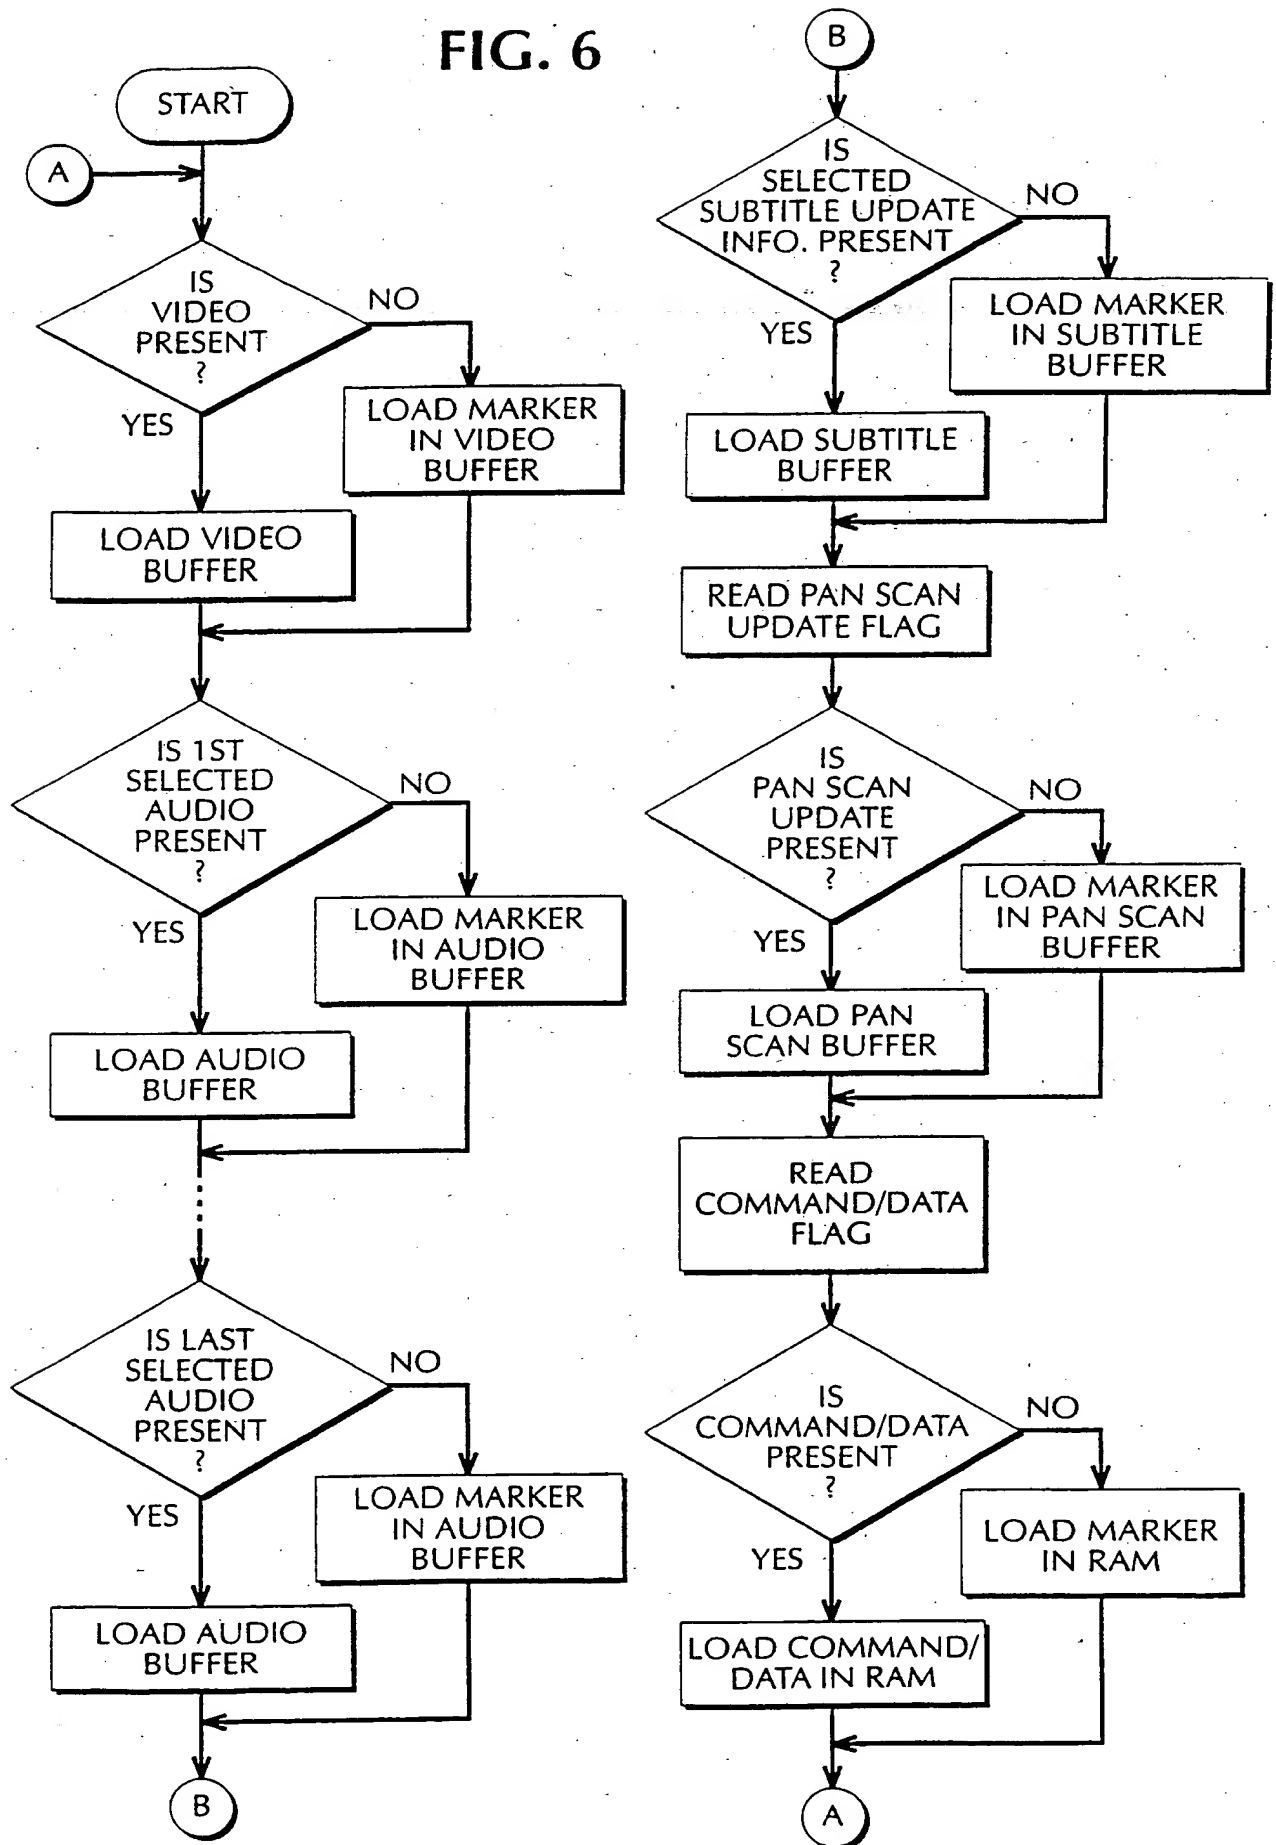 FIG. 6
START
A
IS
VIDEO
PRESENT
?
NO
YES
LOAD MARKER
IN VIDEO
BUFFER
LOAD VIDEO
BUFFER
IS 1ST
SELECTED
AUDIO
PRESENT
?
NO
YES
LOAD MARKER
IN AUDIO
BUFFER
LOAD AUDIO
BUFFER
IS LAST
SELECTED
AUDIO
PRESENT
?
NO
YES
LOAD MARKER
IN AUDIO
BUFFER
LOAD AUDIO
BUFFER
B
B
IS
SELECTED
SUBTITLE UPDATE
INFO. PRESENT
?
NO
YES
LOAD MARKER
IN SUBTITLE
BUFFER
LOAD SUBTITLE
BUFFER
READ PAN SCAN
UPDATE FLAG
IS
PAN SCAN
UPDATE
PRESENT
?
NO
YES
LOAD MARKER
IN PAN SCAN
BUFFER
LOAD PAN
SCAN BUFFER
READ
COMMAND/DATA
FLAG
IS
COMMAND/DATA
PRESENT
?
NO
YES
LOAD MARKER
IN RAM
LOAD COMMAND/
DATA IN RAM
A